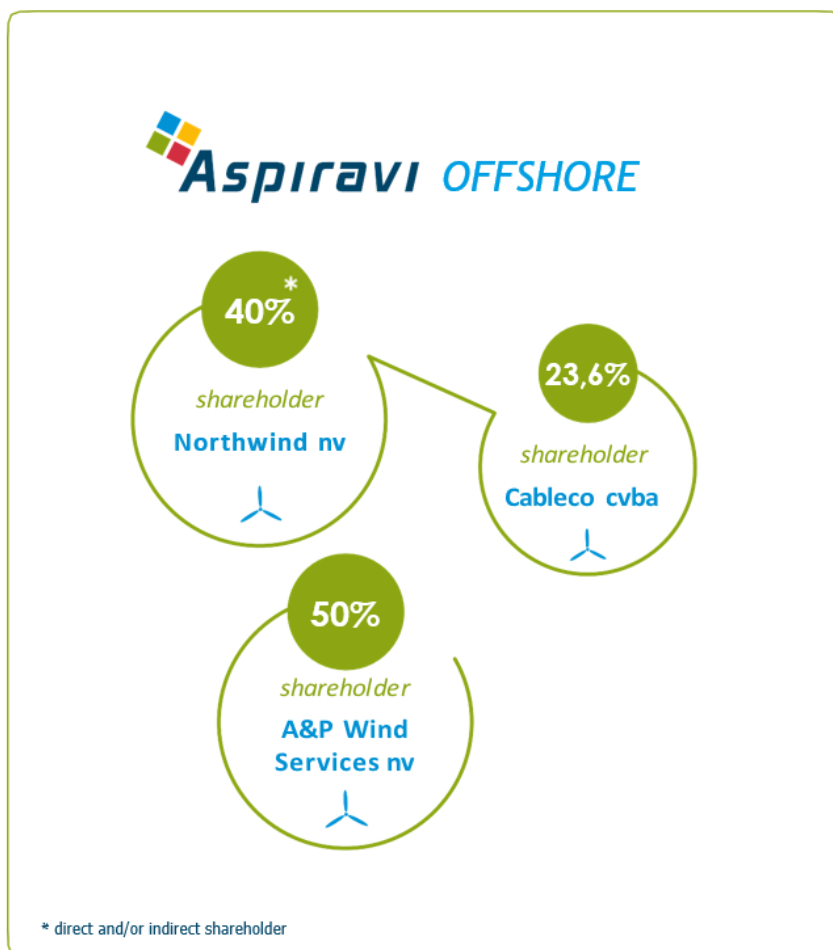 Aspiravi OFFSHORE
40%*
shareholder
Northwind nv
23,6%
shareholder
Cableco cvba
50%
shareholder
A&P Wind
Services nv
* direct and/or indirect shareholder